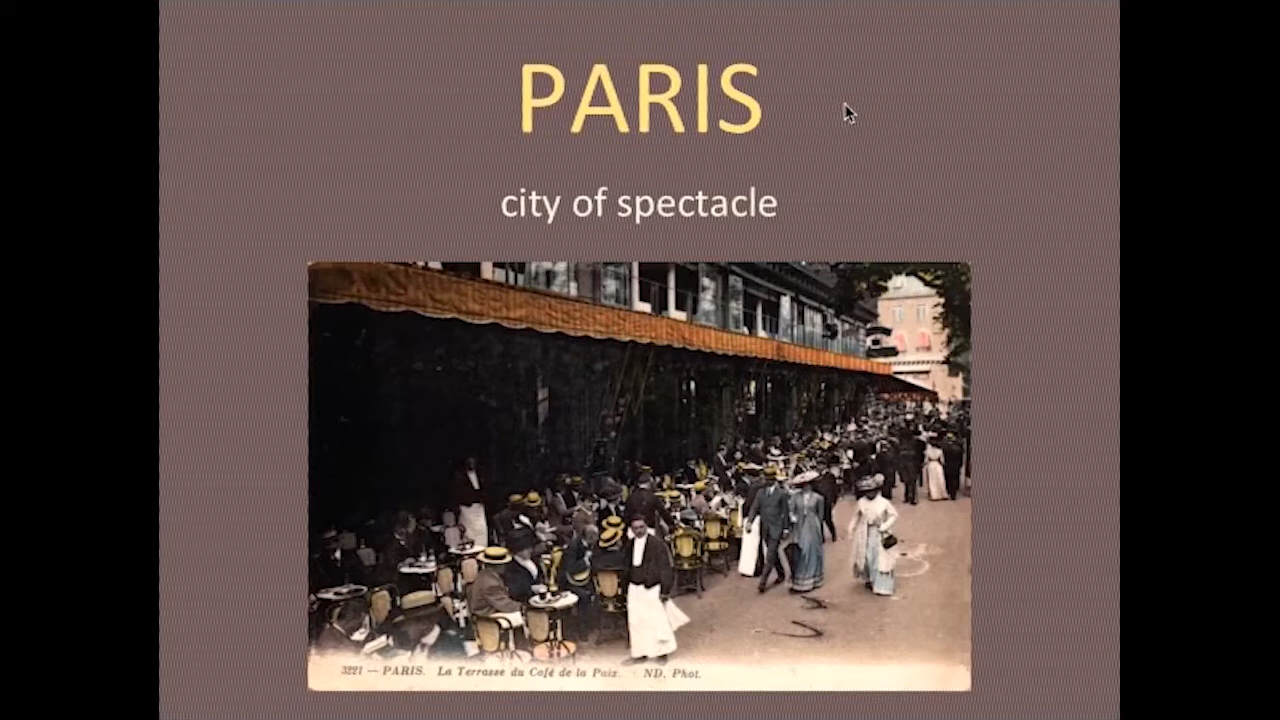 PARIS
city of spectacle
3221 — PARIS. La Terrasse du Café de la Paix. ND. Phot.